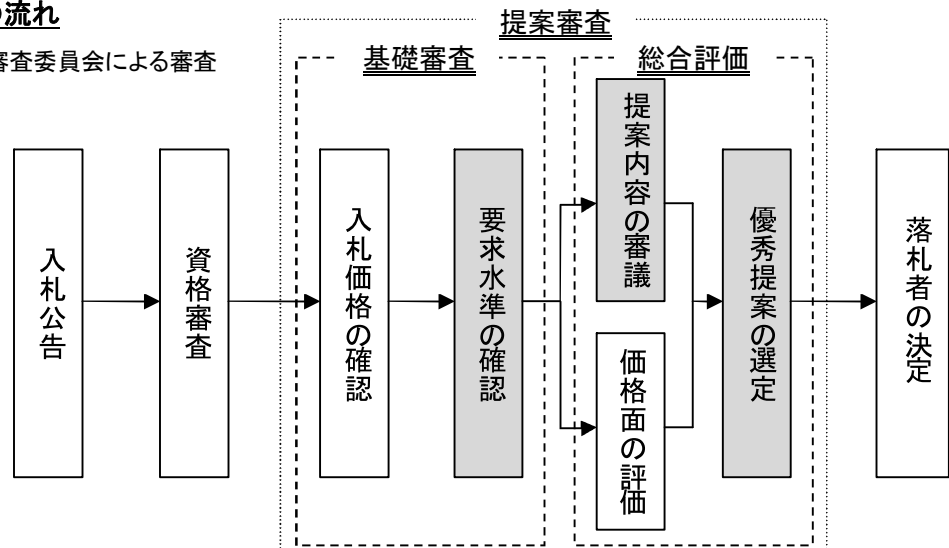 の流れ
審査委員会による審査
提案審査
基礎審査
総合評価
入札公告
資格審査
入札価格の確認
要求水準の確認
提案内容の審議
価格面の評価
優秀提案の選定
落札者の決定